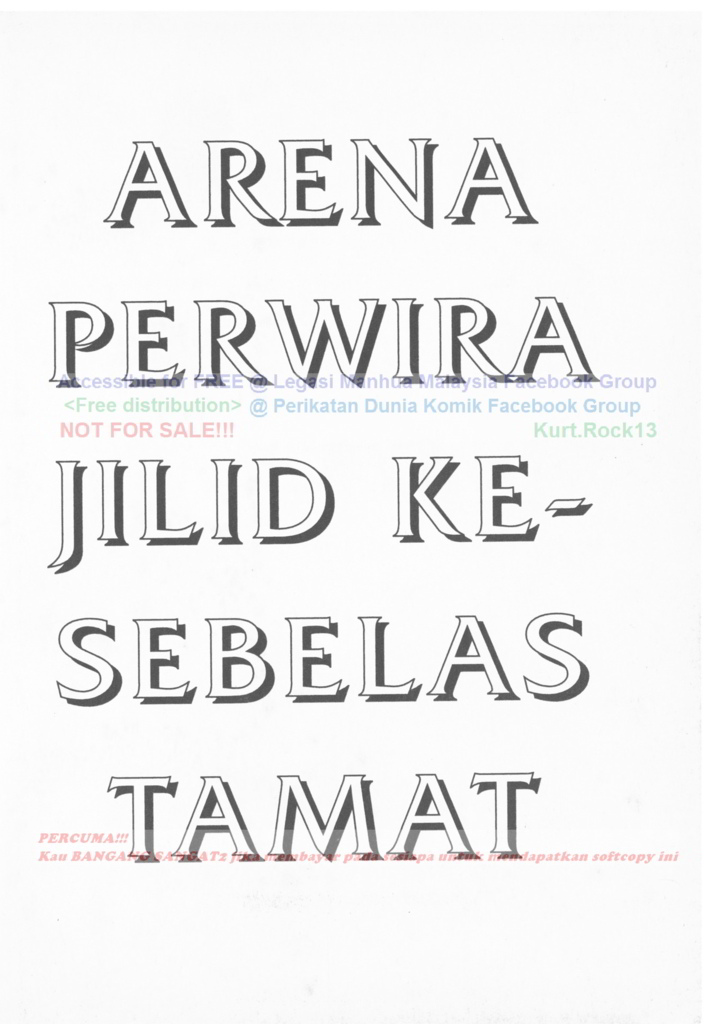 ARENA
PERWIRA
Accessible for FREE @ Legasi Manhua Malaysia Facebook Group
<Free distribution> @ Perikatan Dunia Komik Facebook Group
NOT FOR SALE!!! Kurt.Rock13
JILID KE-
SEBELAS
TAMAT
PERCUMA!!!
Kau BANGANG SANGAT2 jika membayar pada sesiapa untuk mendapatkan softcopy ini